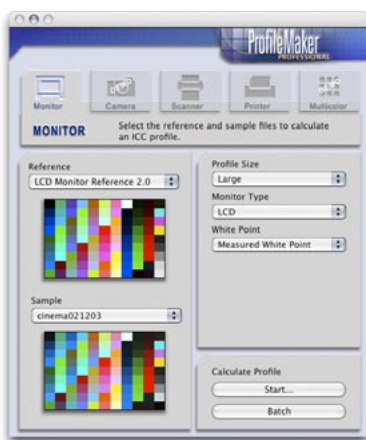 ProfileMaker
PROFESSIONAL
Monitor
Camera
Scanner
Printer
Multicolor
MONITOR
Select the reference and sample files to calculate
an ICC profile.
Reference
LCD Monitor Reference 2.0
Sample
cinema021203
Profile Size
Large
Monitor Type
LCD
White Point
Measured White Point
Calculate Profile
Start...
Batch